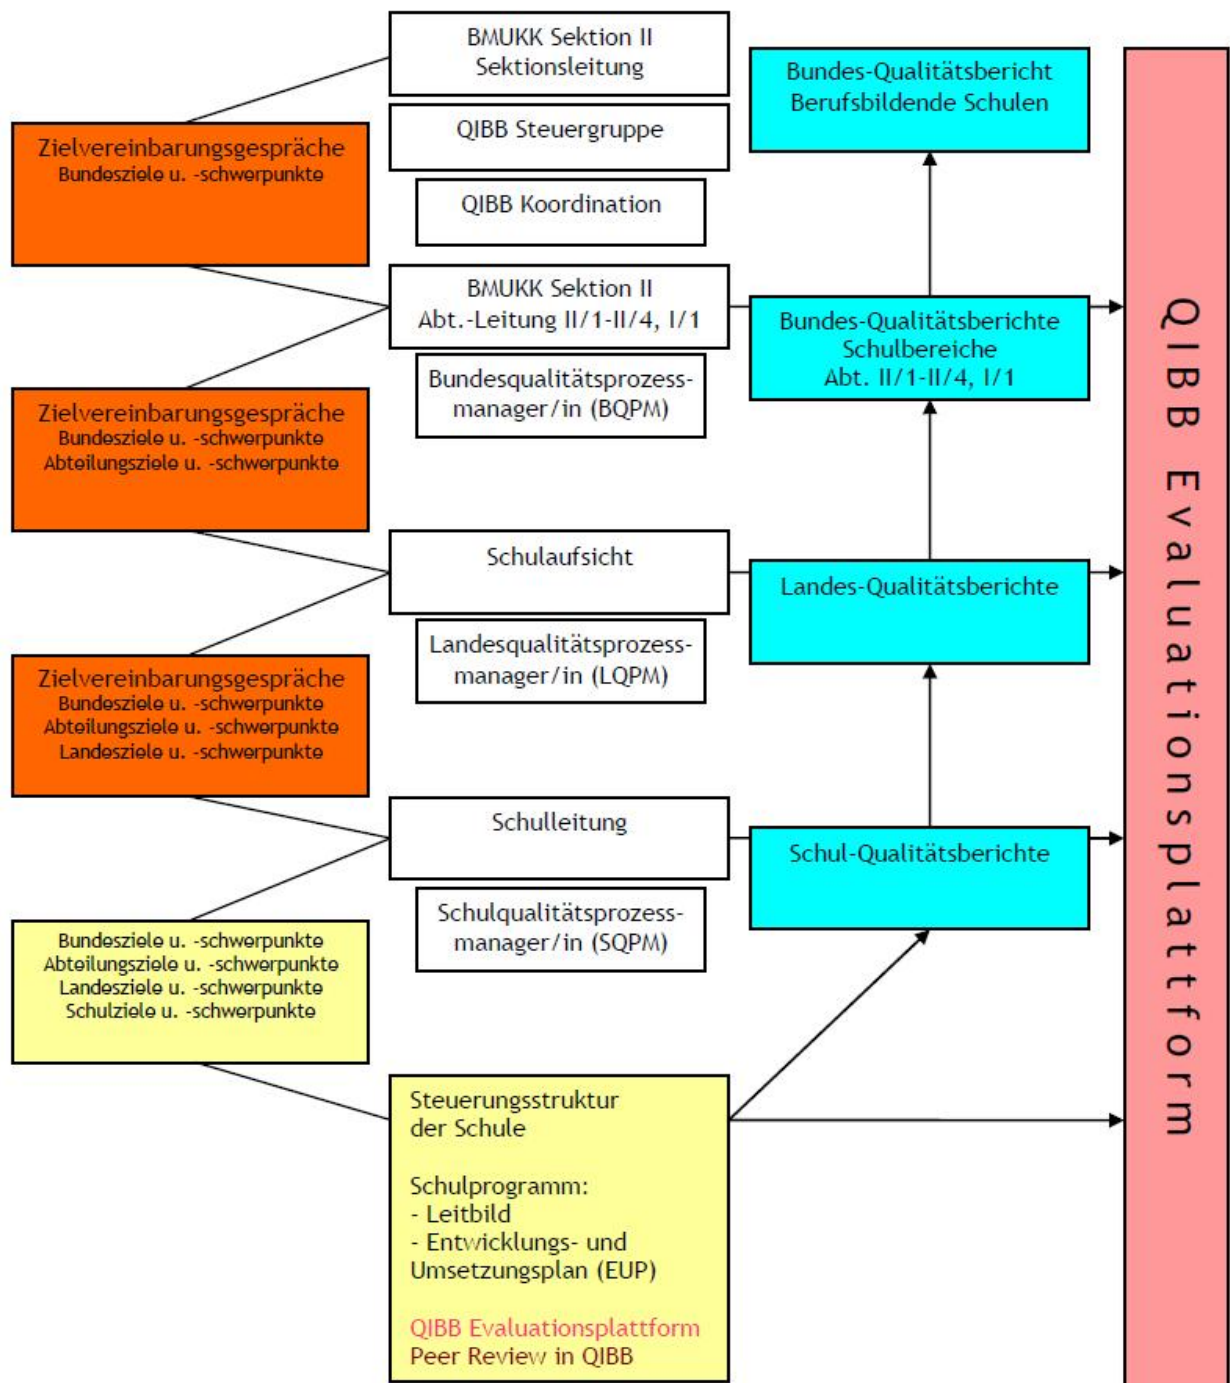 BMUKK Sektion II
Sektionsleitung
QIBB Steuergruppe
QIBB Koordination
Zielvereinbarungsgespräche
Bundesziele u. -schwerpunkte
BMUKK Sektion II
Abt.-Leitung II/1-II/4, I/1
Bundesqualitätsprozess-
manager/in (BQPM)
Zielvereinbarungsgespräche
Bundesziele u. -schwerpunkte
Abteilungsziele u. -schwerpunkte
Schulaufsicht
Landesqualitätsprozess-
manager/in (LQPM)
Zielvereinbarungsgespräche
Bundesziele u. -schwerpunkte
Abteilungsziele u. -schwerpunkte
Landesziele u. -schwerpunkte
Schulleitung
Schulqualitätsprozess-
manager/in (SQPM)
Bundesziele u. -schwerpunkte
Abteilungsziele u. -schwerpunkte
Landesziele u. -schwerpunkte
Schulziele u. -schwerpunkte
Steuerungsstruktur
der Schule
Schulprogramm:
- Leitbild
- Entwicklungs- und
Umsetzungsplan (EUP)
QIBB Evaluationsplattform
Peer Review in QIBB
Bundes-Qualitätsbericht
Berufsbildende Schulen
Bundes-Qualitätsberichte
Schulbereiche
Abt. II/1-II/4, I/1
Landes-Qualitätsberichte
Schul-Qualitätsberichte
QIBB Evaluationsplattform